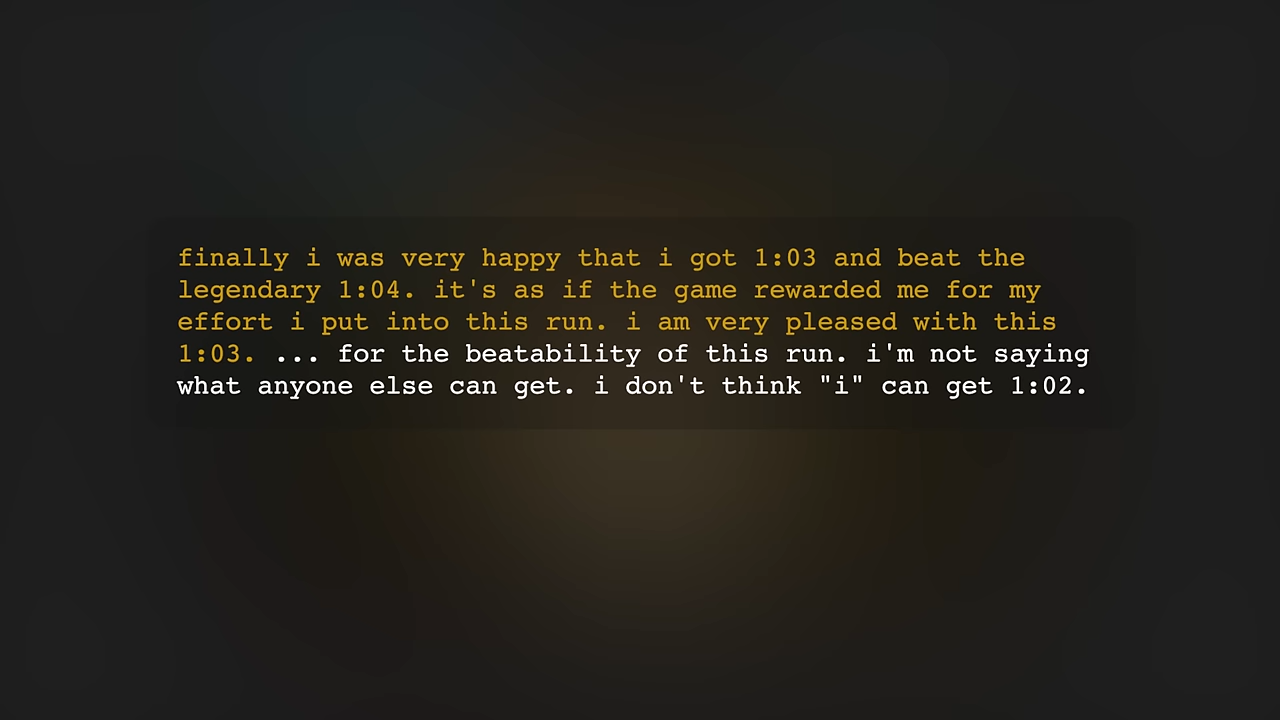 finally i was very happy that i got 1:03 and beat the
legendary 1:04. it's as if the game rewarded me for my
effort i put into this run. i am very pleased with this
1:03. ... for the beatability of this run. i'm not saying
what anyone else can get. i don't think "i" can get 1:02.